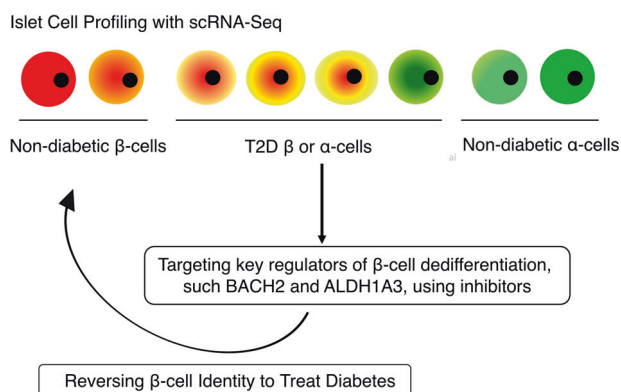 Islet Cell Profiling with scRNA-Seq
Non-diabetic β-cells
T2D β or α-cells
Non-diabetic α-cells
ai
Targeting key regulators of β-cell dedifferentiation,
such BACH2 and ALDH1A3, using inhibitors
Reversing β-cell Identity to Treat Diabetes